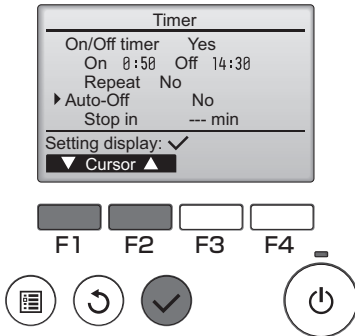 Timer
On/Off timer Yes
On 0:50 Off 14:30
Repeat No
Auto-Off No
Stop in --- min
Setting display: ✓
▼ Cursor ▲
F1 F2 F3 F4